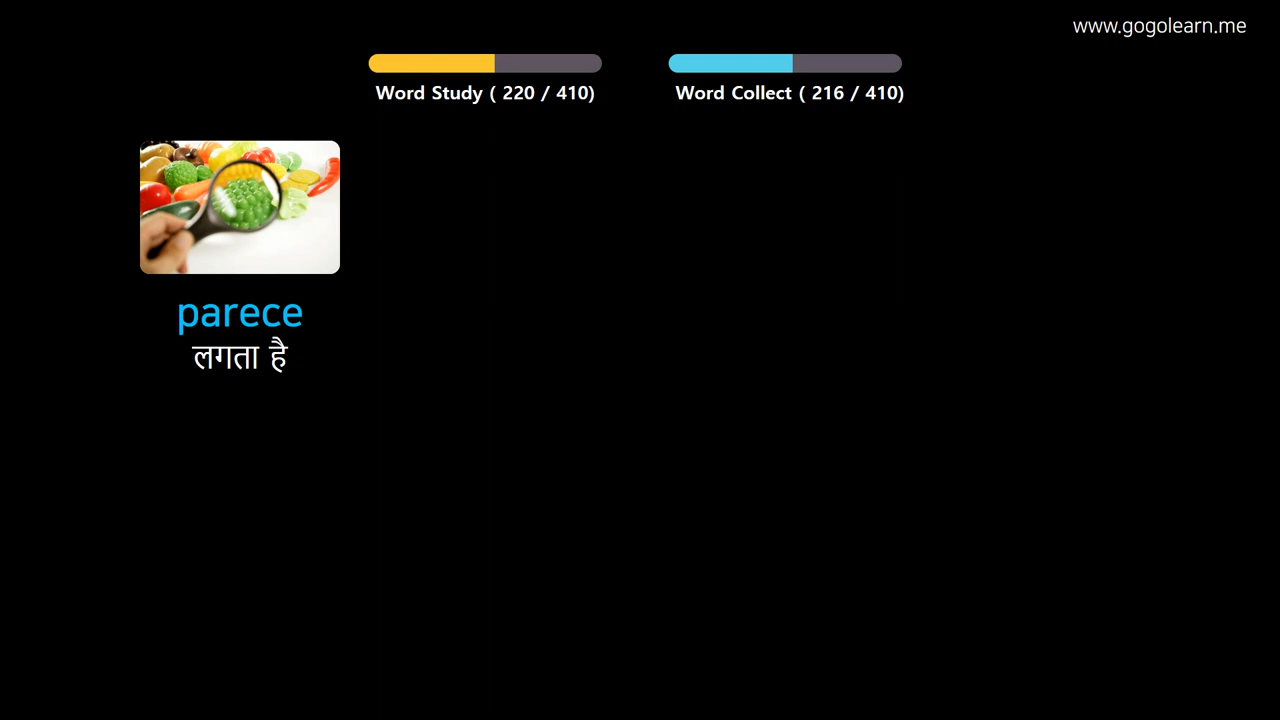 www.gogolearn.me
Word Study ( 220 / 410)
Word Collect ( 216 / 410)
parece
लगता है